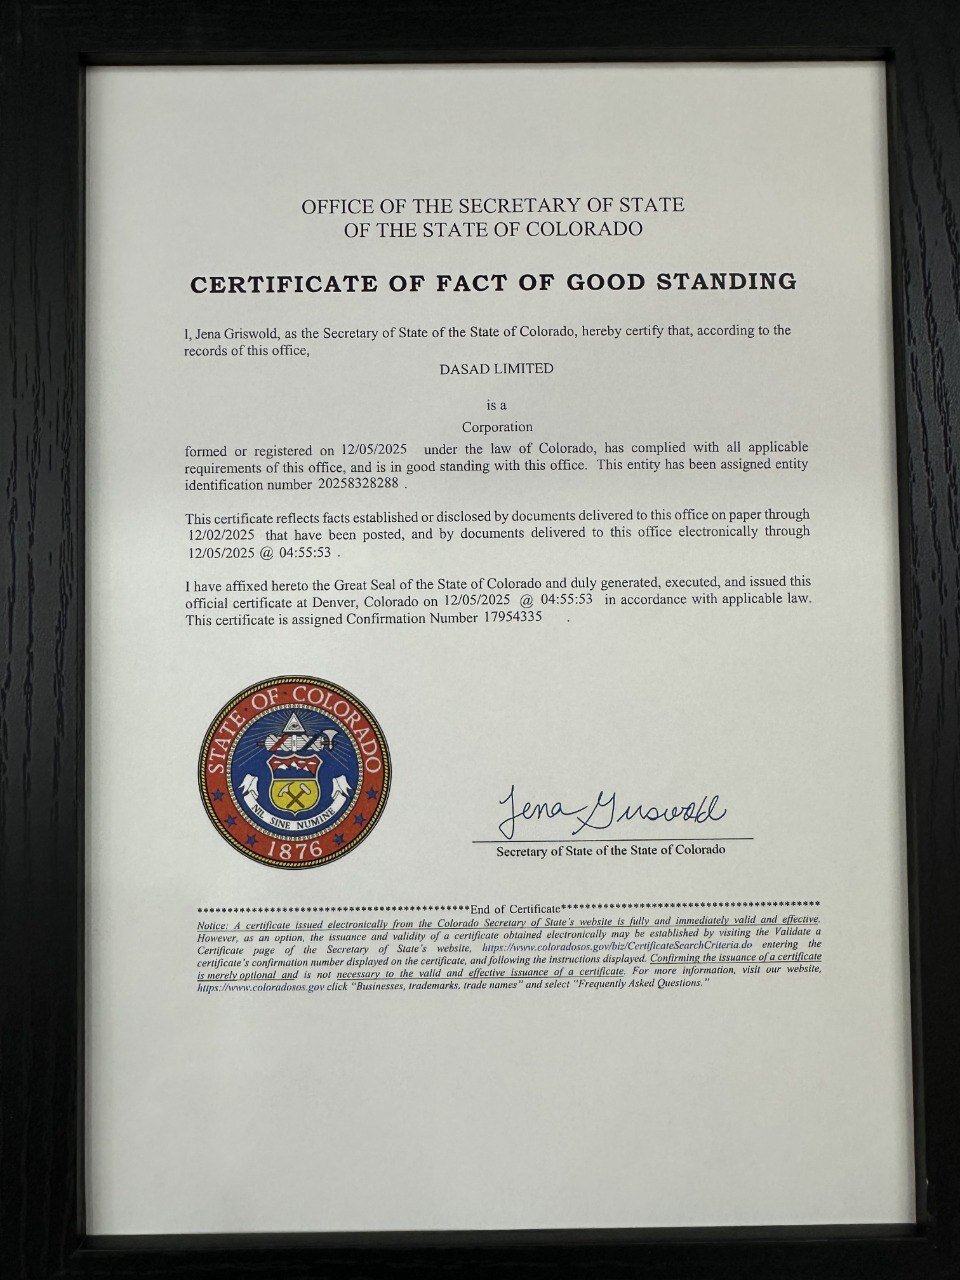 OFFICE OF THE SECRETARY OF STATE
OF THE STATE OF COLORADO
CERTIFICATE OF FACT OF GOOD STANDING
I, Jena Griswold, as the Secretary of State of the State of Colorado, hereby certify that, according to the
records of this office,
DASAD LIMITED
is a
Corporation
formed or registered on 12/05/2025 under the law of Colorado, has complied with all applicable
requirements of this office, and is in good standing with this office. This entity has been assigned entity
identification number 20258328288 .
This certificate reflects facts established or disclosed by documents delivered to this office on paper through
12/02/2025 that have been posted, and by documents delivered to this office electronically through
12/05/2025 @ 04:55:53 .
I have affixed hereto the Great Seal of the State of Colorado and duly generated, executed, and issued this
official certificate at Denver, Colorado on 12/05/2025 @ 04:55:53 in accordance with applicable law.
This certificate is assigned Confirmation Number 17954335 .
STATE OF COLORADO
NIL SINE NUMINE
1876
Jena Griswold
Secretary of State of the State of Colorado
*********************************************End of Certificate*******************************************
Notice: A certificate issued electronically from the Colorado Secretary of State's website is fully and immediately valid and effective.
However, as an option, the issuance and validity of a certificate obtained electronically may be established by visiting the Validate a
Certificate page of the Secretary of State's website, https://www.coloradosos.gov/biz/CertificateSearchCriteria.do entering the
certificate's confirmation number displayed on the certificate, and following the instructions displayed. Confirming the issuance of a certificate
is merely optional and is not necessary to the valid and effective issuance of a certificate. For more information, visit our website,
https://www.coloradosos.gov click "Businesses, trademarks, trade names" and select "Frequently Asked Questions."